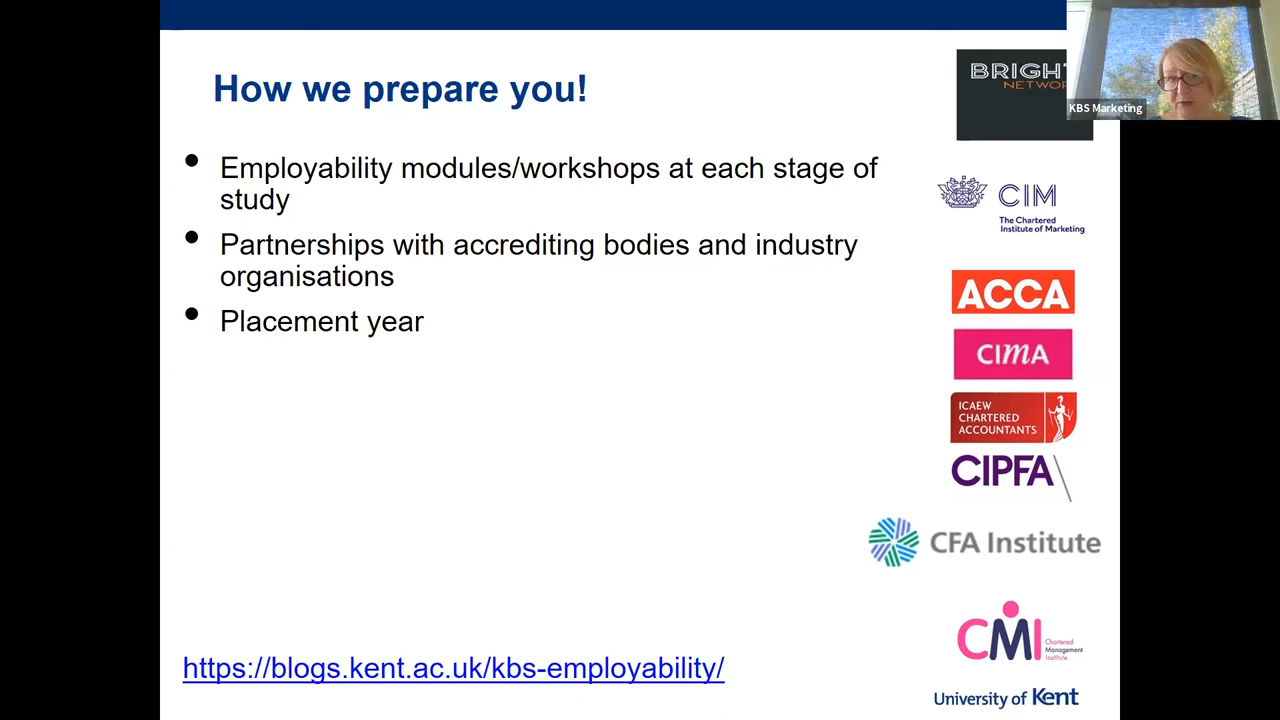 How we prepare you!
Employability modules/workshops at each stage of
study
Partnerships with accrediting bodies and industry
organisations
Placement year
https://blogs.kent.ac.uk/kbs-employability/
KBS Marketing
CIM
The Chartered
Institute of Marketing
ACCA
CIMA
ICAEW
CHARTERED
ACCOUNTANTS
CIPFA
CFA Institute
CMI
Chartered
Management
Institute
University of Kent